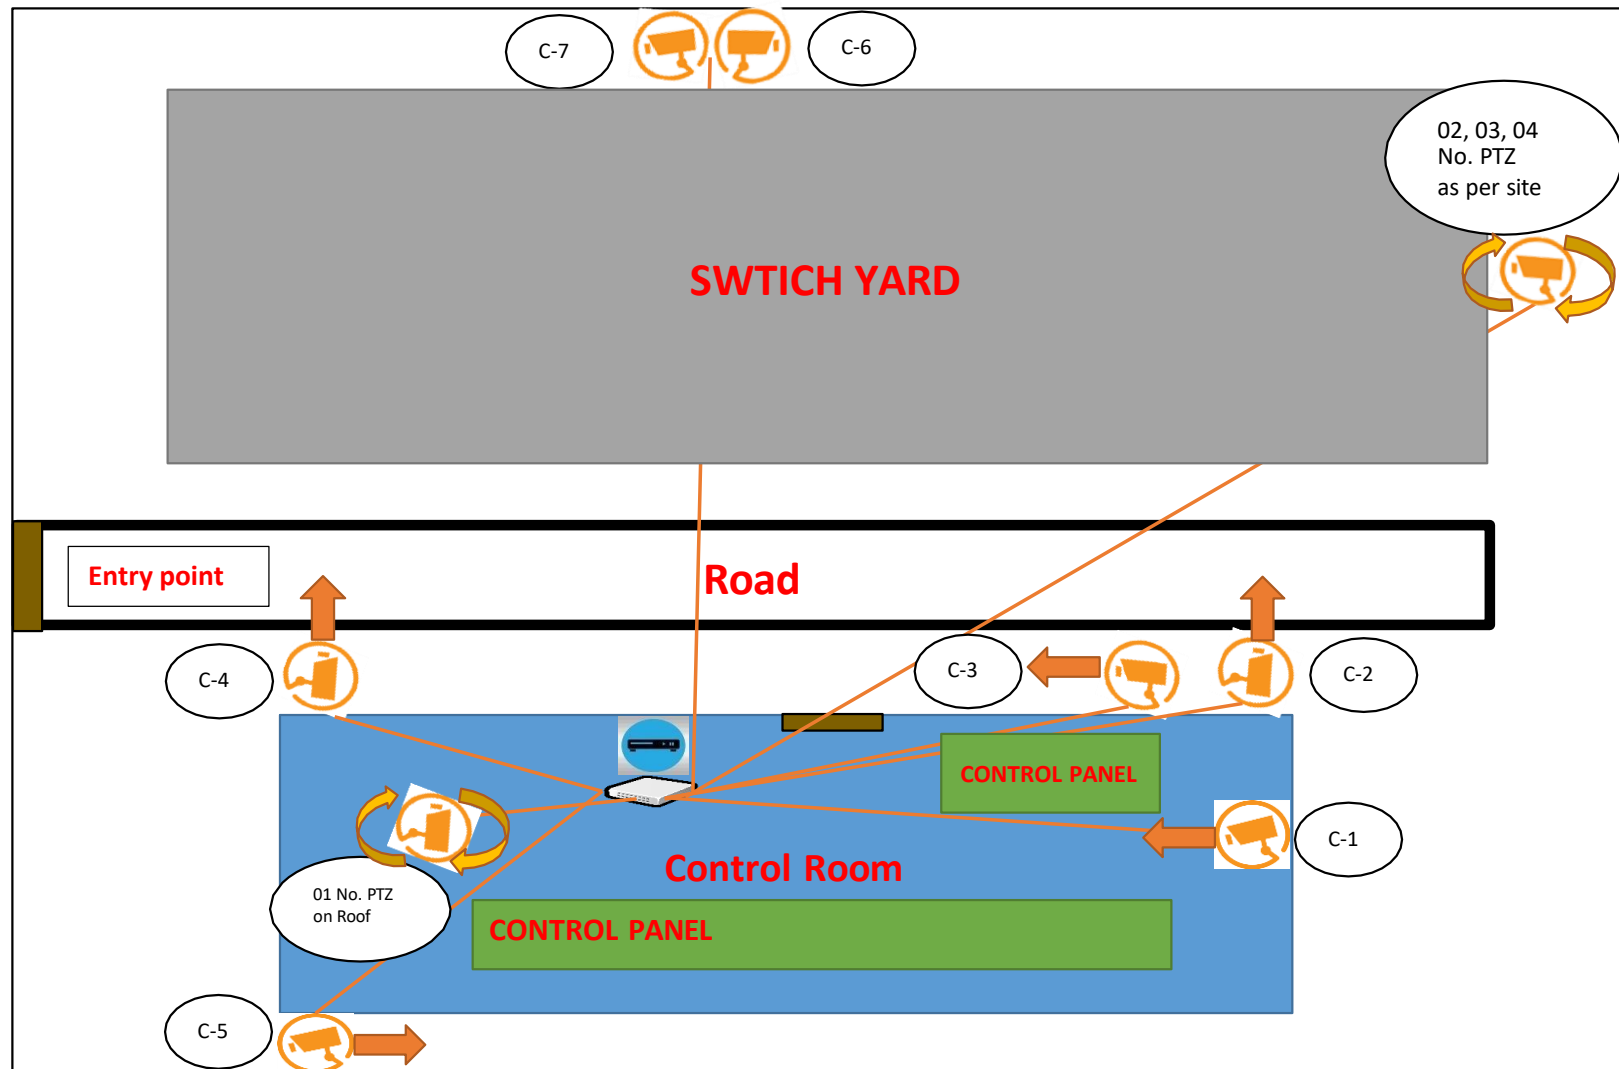 C-7
C-6
02, 03, 04
No. PTZ
as per site
SWTICH YARD
Entry point
Road
C-4
C-3
C-2
CONTROL PANEL
C-1
Control Room
01 No. PTZ
on Roof
CONTROL PANEL
C-5